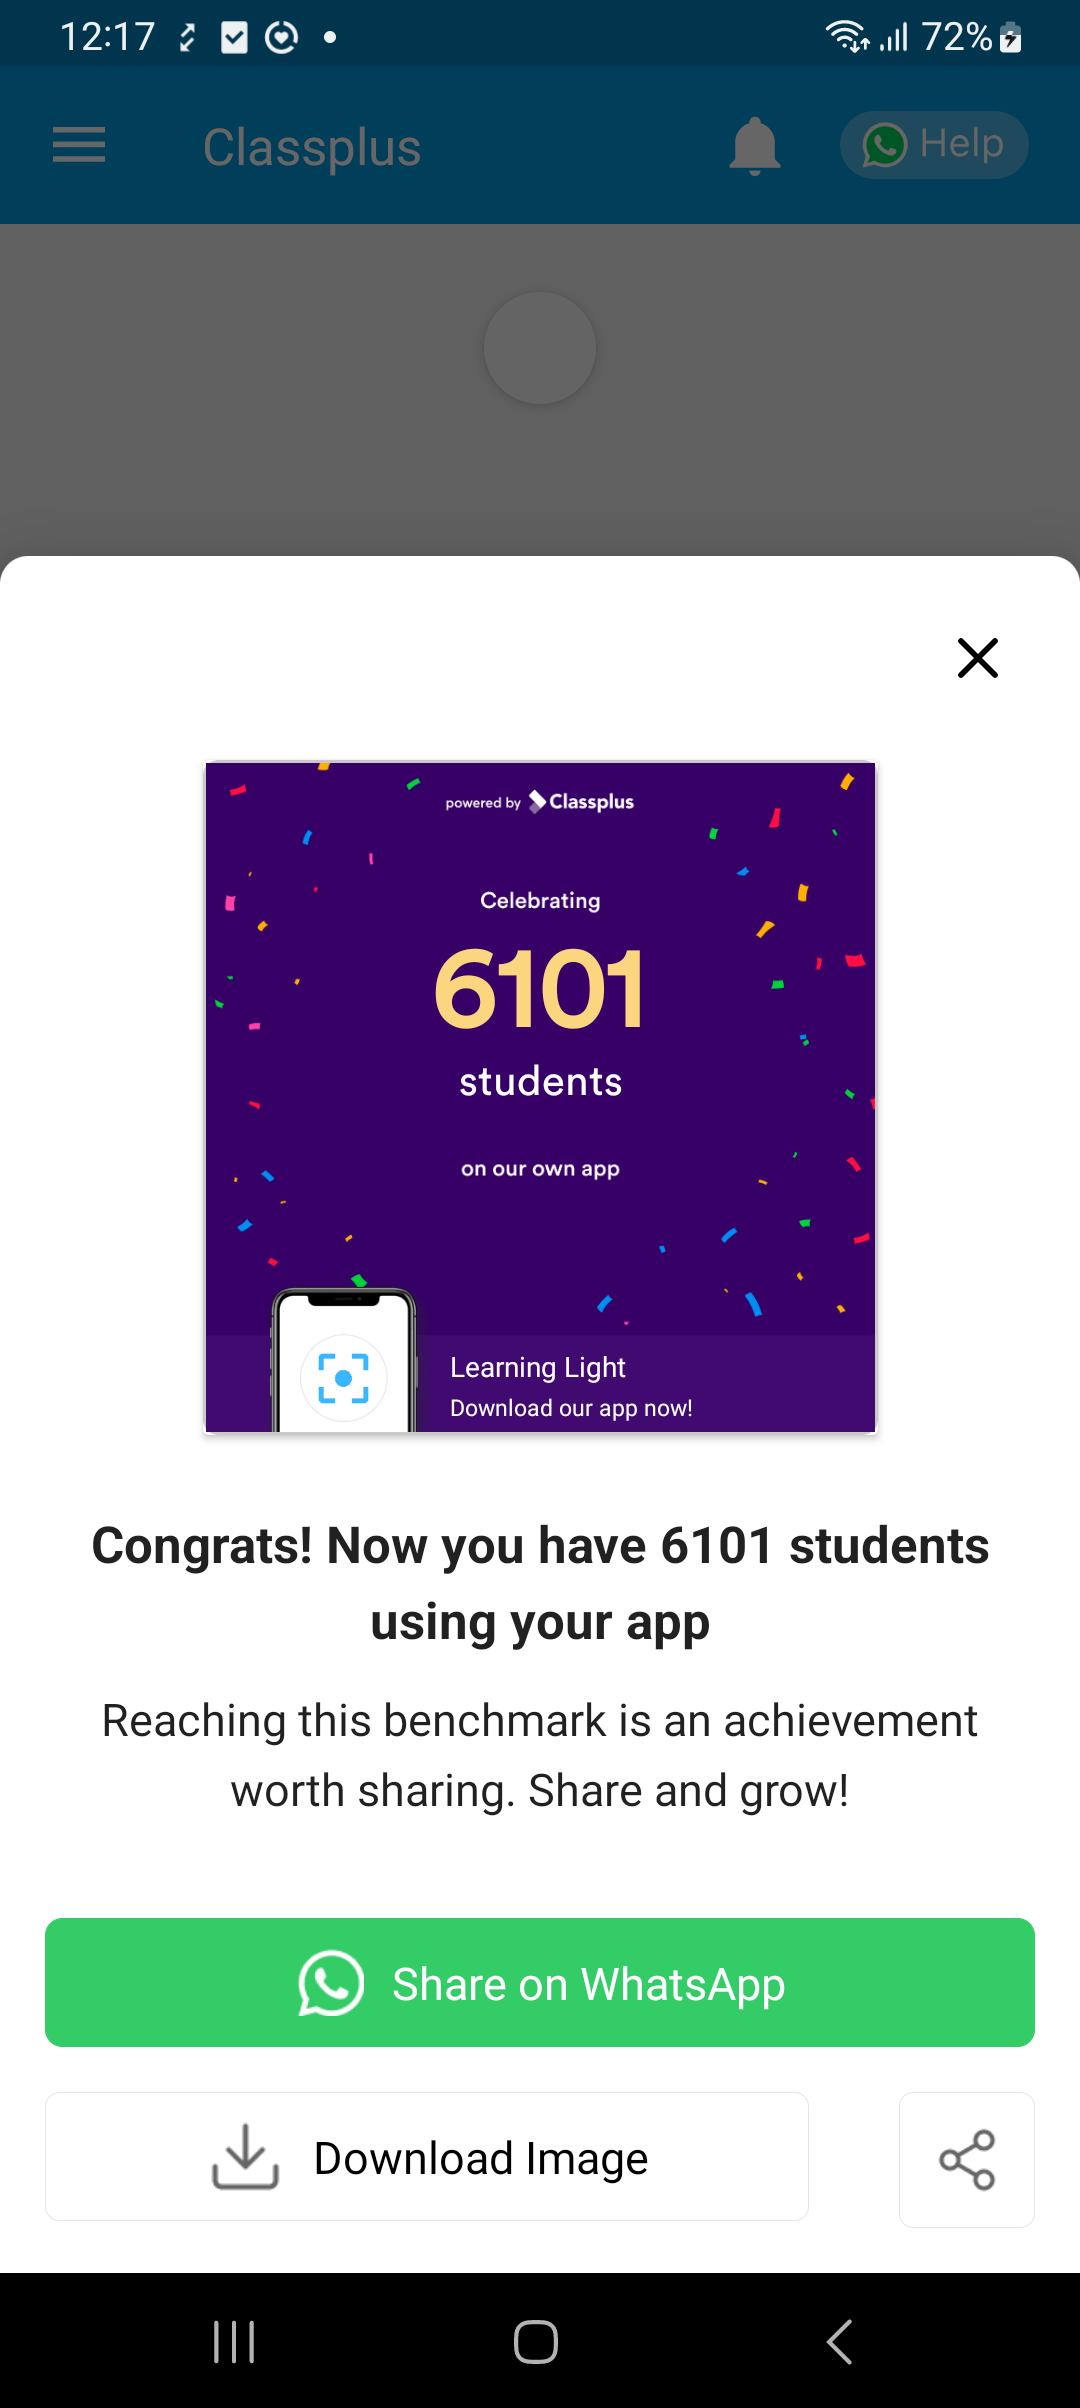 12:17
72%
Classplus
Help
powered by Classplus
Celebrating
6101
students
on our own app
Learning Light
Download our app now!
Congrats! Now you have 6101 students
using your app
Reaching this benchmark is an achievement
worth sharing. Share and grow!
Share on WhatsApp
Download Image